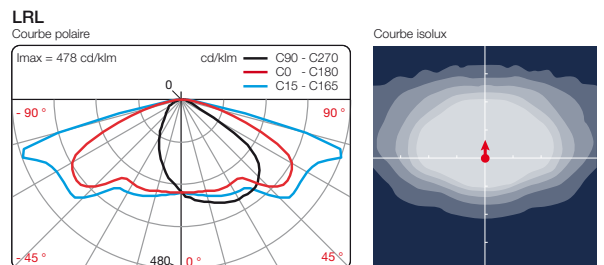 LRL
Courbe polaire
Courbe isolux
Imax = 478 cd/klm
cd/klm
C90 - C270
C0 - C180
C15 - C165
0
- 90 °
90 °
- 45 °
480
0 °
45 °